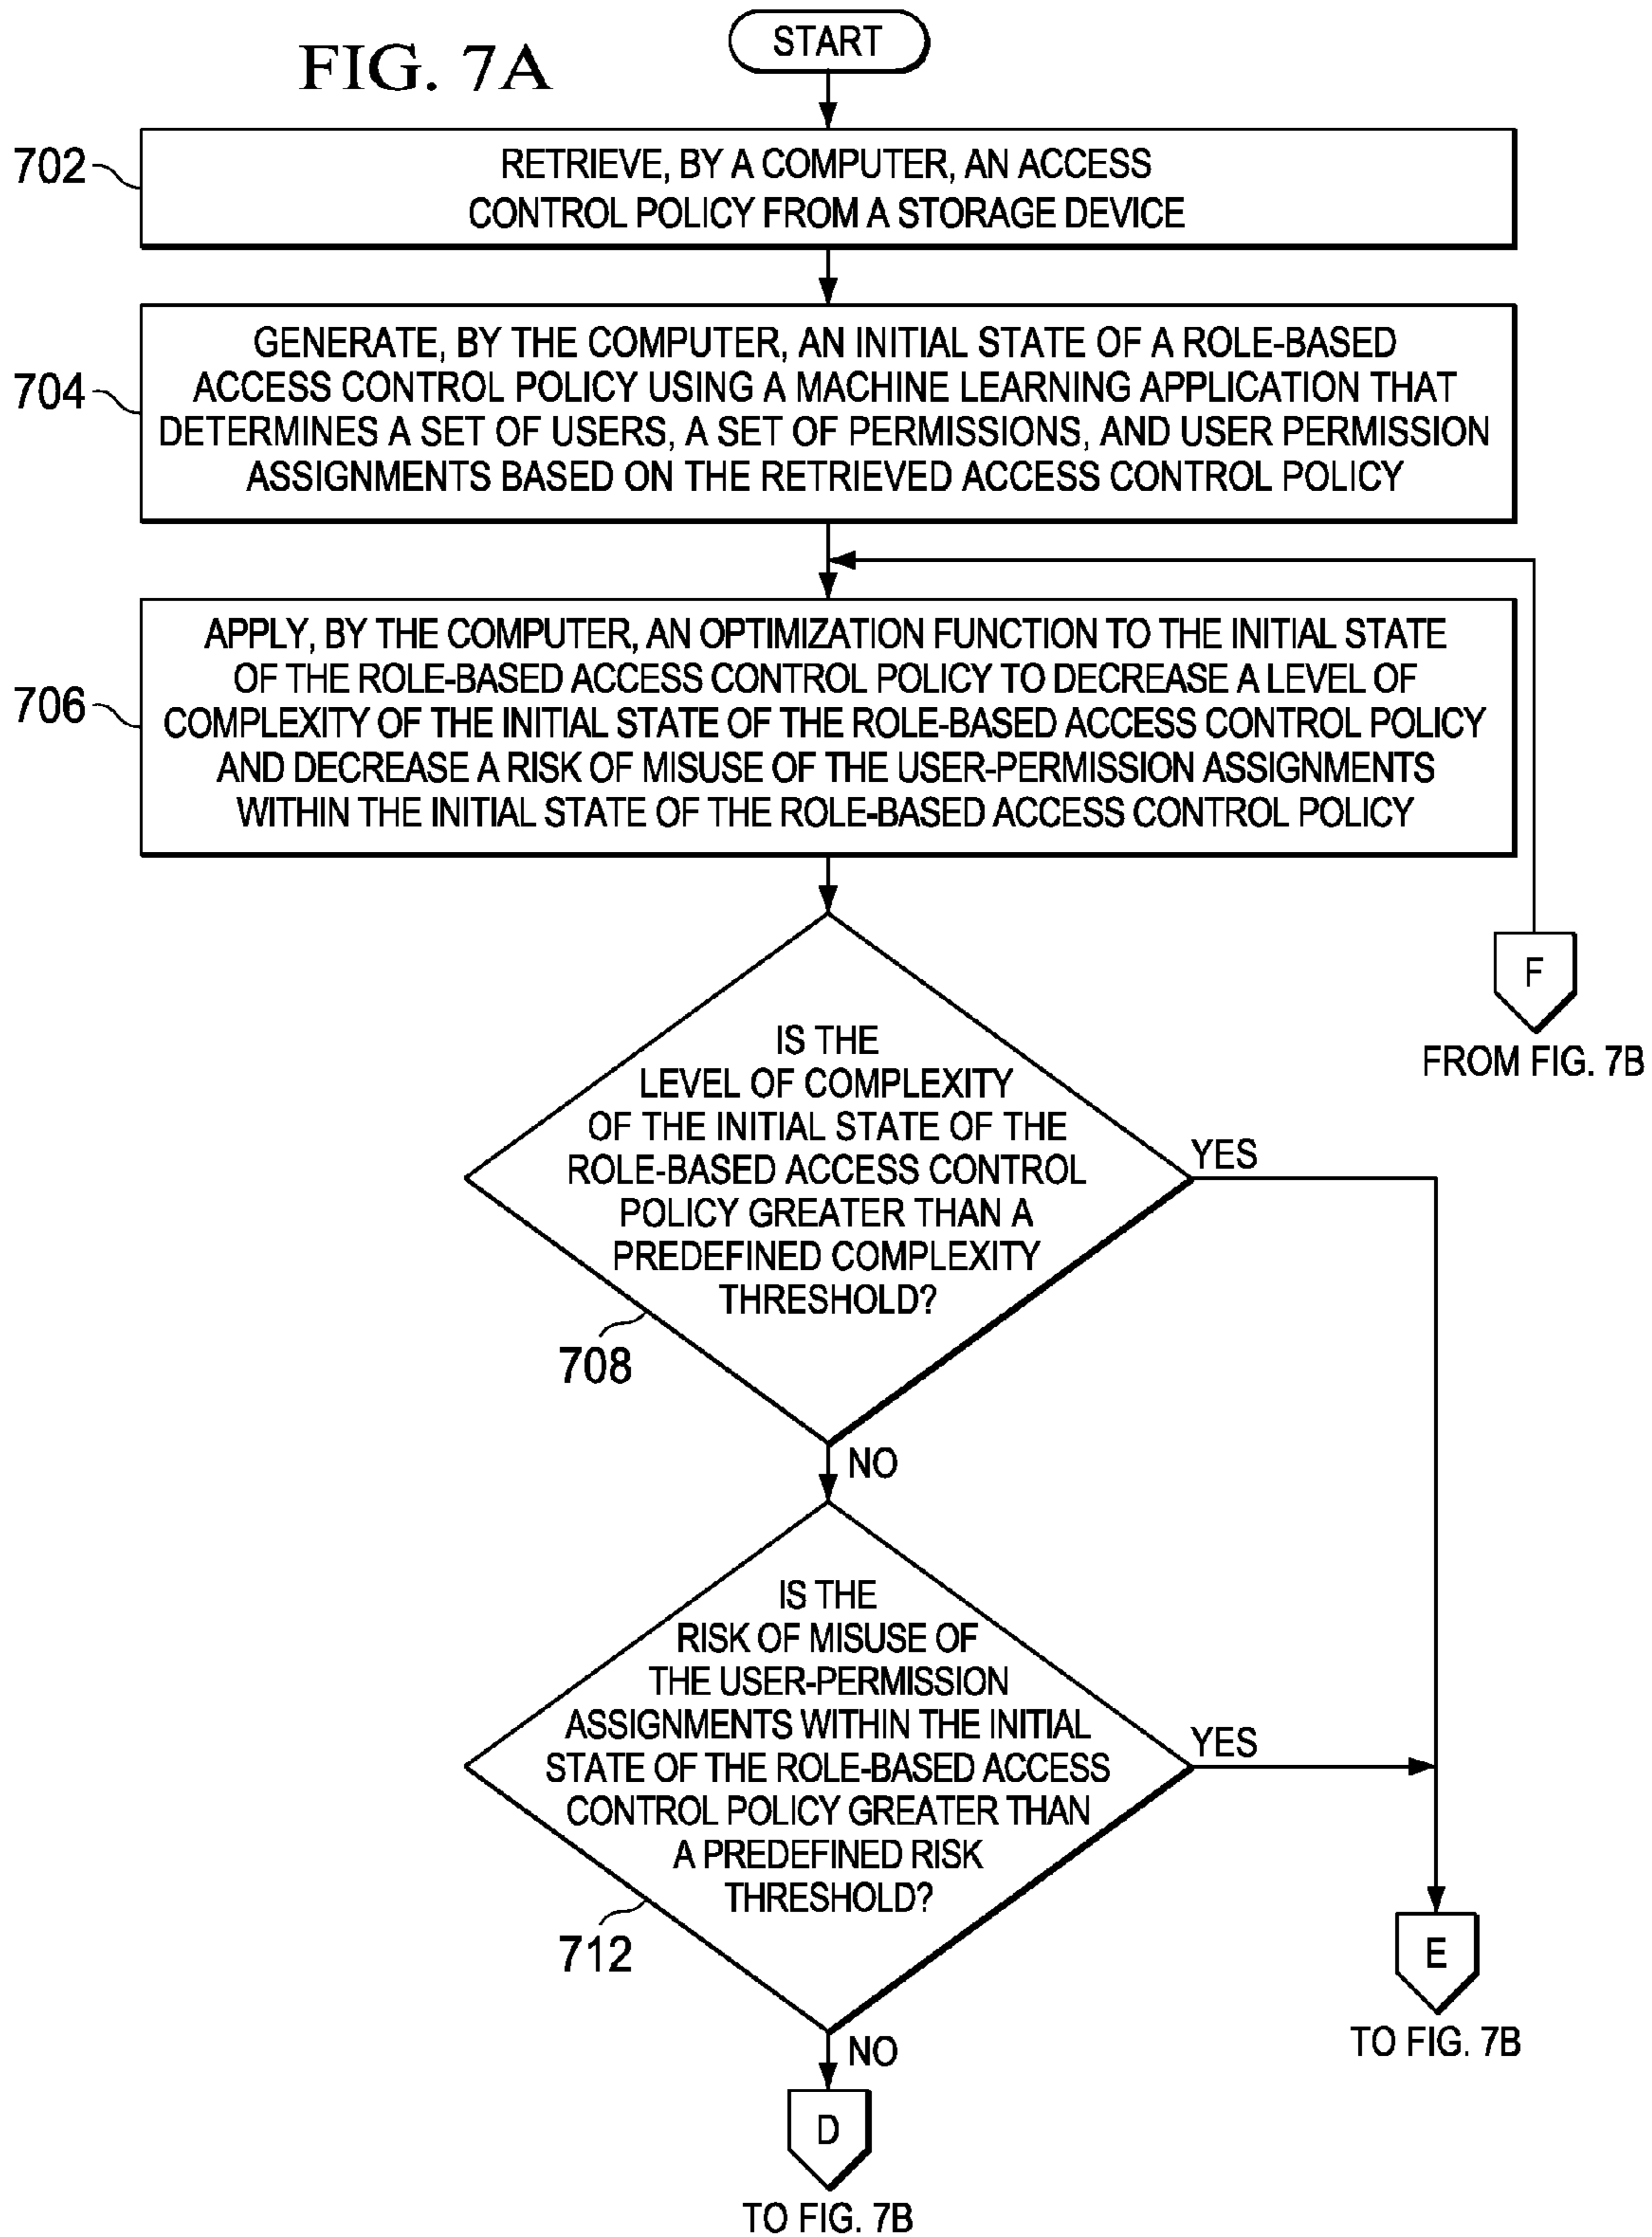 FIG. 7A
START
702
RETRIEVE, BY A COMPUTER, AN ACCESS
CONTROL POLICY FROM A STORAGE DEVICE
704
GENERATE, BY THE COMPUTER, AN INITIAL STATE OF A ROLE-BASED
ACCESS CONTROL POLICY USING A MACHINE LEARNING APPLICATION THAT
DETERMINES A SET OF USERS, A SET OF PERMISSIONS, AND USER PERMISSION
ASSIGNMENTS BASED ON THE RETRIEVED ACCESS CONTROL POLICY
706
APPLY, BY THE COMPUTER, AN OPTIMIZATION FUNCTION TO THE INITIAL STATE
OF THE ROLE-BASED ACCESS CONTROL POLICY TO DECREASE A LEVEL OF
COMPLEXITY OF THE INITIAL STATE OF THE ROLE-BASED ACCESS CONTROL POLICY
AND DECREASE A RISK OF MISUSE OF THE USER-PERMISSION ASSIGNMENTS
WITHIN THE INITIAL STATE OF THE ROLE-BASED ACCESS CONTROL POLICY
F
FROM FIG. 7B
IS THE
LEVEL OF COMPLEXITY
OF THE INITIAL STATE OF THE
ROLE-BASED ACCESS CONTROL
POLICY GREATER THAN A
PREDEFINED COMPLEXITY
THRESHOLD?
YES
708
NO
IS THE
RISK OF MISUSE OF
THE USER-PERMISSION
ASSIGNMENTS WITHIN THE INITIAL
STATE OF THE ROLE-BASED ACCESS
CONTROL POLICY GREATER THAN
A PREDEFINED RISK
THRESHOLD?
YES
712
NO
E
TO FIG. 7B
D
TO FIG. 7B